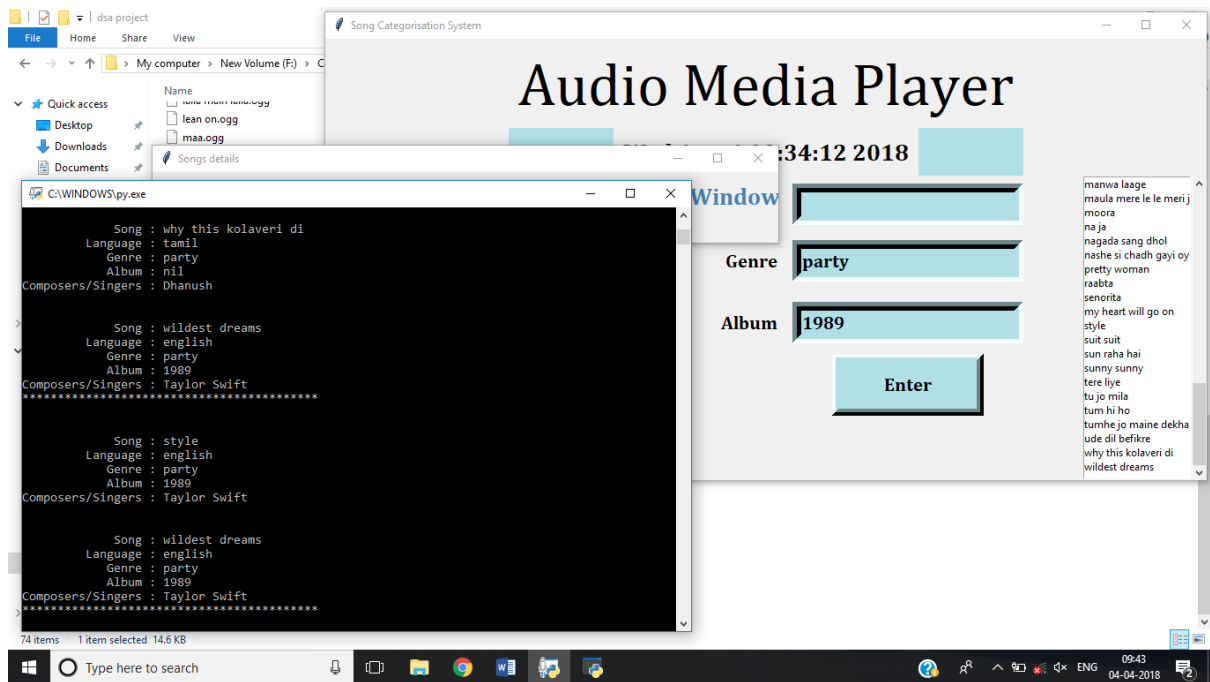 dsa project
File Home Share View
My computer > New Volume (F:) > C
Quick access
Desktop
Downloads
Documents
Name
lean on.ogg
maa.ogg
74 items 1 item selected 14.6 KB
Song Categorisation System
Audio Media Player
:34:12 2018
Window
Genre party
Album 1989
Enter
manwa laage
maula mere le le meri j
moora
na ja
nagada sang dhol
nashe si chadh gayi oy
pretty woman
raabta
senorita
my heart will go on
style
suit suit
sun raha hai
sunny sunny
tere liye
tu jo mila
tum hi ho
tumhe jo maine dekha
ude dil befikre
why this kolaveri di
wildest dreams
Songs details
C:\WINDOWS\py.exe
Song : why this kolaveri di
Language : tamil
Genre : party
Album : nil
Composers/Singers : Dhanush
Song : wildest dreams
Language : english
Genre : party
Album : 1989
Composers/Singers : Taylor Swift
******************************************
Song : style
Language : english
Genre : party
Album : 1989
Composers/Singers : Taylor Swift
Song : wildest dreams
Language : english
Genre : party
Album : 1989
Composers/Singers : Taylor Swift
******************************************
Type here to search
ENG
09:43
04-04-2018
2